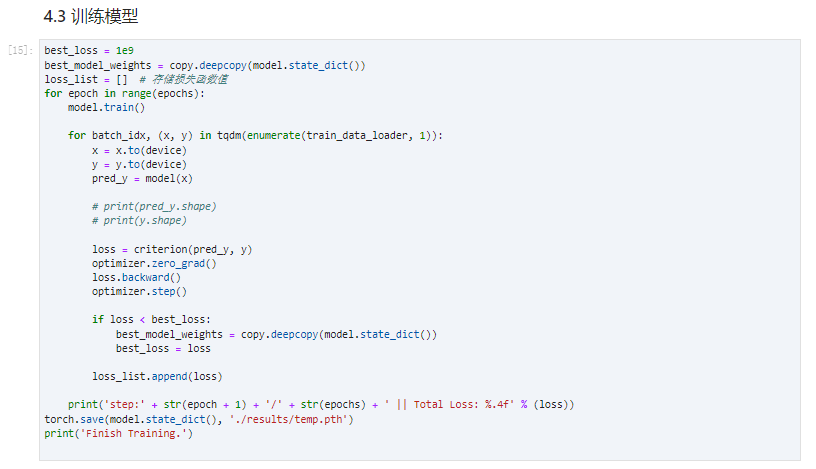 4.3 训练模型
[15]:
best_loss = 1e9
best_model_weights = copy.deepcopy(model.state_dict())
loss_list = []  # 存储损失函数值
for epoch in range(epochs):
    model.train()

    for batch_idx, (x, y) in tqdm(enumerate(train_data_loader, 1)):
        x = x.to(device)
        y = y.to(device)
        pred_y = model(x)

        # print(pred_y.shape)
        # print(y.shape)

        loss = criterion(pred_y, y)
        optimizer.zero_grad()
        loss.backward()
        optimizer.step()

        if loss < best_loss:
            best_model_weights = copy.deepcopy(model.state_dict())
            best_loss = loss

        loss_list.append(loss)

    print('step:' + str(epoch + 1) + '/' + str(epochs) + ' || Total Loss: %.4f' % (loss))
torch.save(model.state_dict(), './results/temp.pth')
print('Finish Training.')